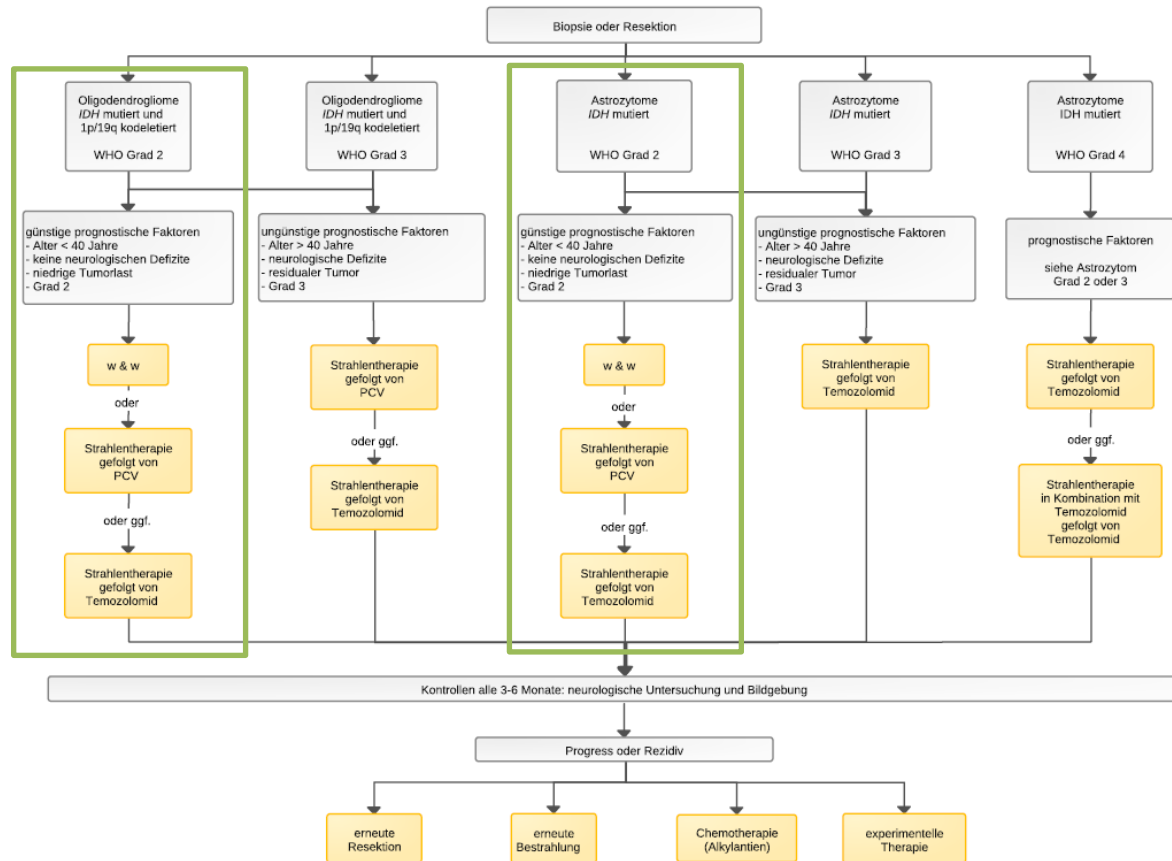 Biopsie oder Resektion
Oligodendrogliome
IDH mutiert und
1p/19q kodeletiert
WHO Grad 2
Oligodendrogliome
IDH mutiert und
1p/19q kodeletiert
WHO Grad 3
Astrozytome
IDH mutiert
WHO Grad 2
Astrozytome
IDH mutiert
WHO Grad 3
Astrozytome
IDH mutiert
WHO Grad 4
günstige prognostische Faktoren
- Alter < 40 Jahre
- keine neurologischen Defizite
- niedrige Tumorlast
- Grad 2
ungünstige prognostische Faktoren
- Alter > 40 Jahre
- neurologische Defizite
- residualer Tumor
- Grad 3
günstige prognostische Faktoren
- Alter < 40 Jahre
- keine neurologischen Defizite
- niedrige Tumorlast
- Grad 2
ungünstige prognostische Faktoren
- Alter > 40 Jahre
- neurologische Defizite
- residualer Tumor
- Grad 3
prognostische Faktoren
siehe Astrozytom
Grad 2 oder 3
w & w
oder
Strahlentherapie
gefolgt von
PCV
oder ggf.
Strahlentherapie
gefolgt von
Temozolomid
Strahlentherapie
gefolgt von
PCV
oder ggf.
Strahlentherapie
gefolgt von
Temozolomid
w & w
oder
Strahlentherapie
gefolgt von
PCV
oder ggf.
Strahlentherapie
gefolgt von
Temozolomid
Strahlentherapie
gefolgt von
Temozolomid
Strahlentherapie
gefolgt von
Temozolomid
oder ggf.
Strahlentherapie
in Kombination mit
Temozolomid
gefolgt von
Temozolomid
Kontrollen alle 3-6 Monate: neurologische Untersuchung und Bildgebung
Progress oder Rezidiv
erneute
Resektion
erneute
Bestrahlung
Chemotherapie
(Alkylantien)
experimentelle
Therapie